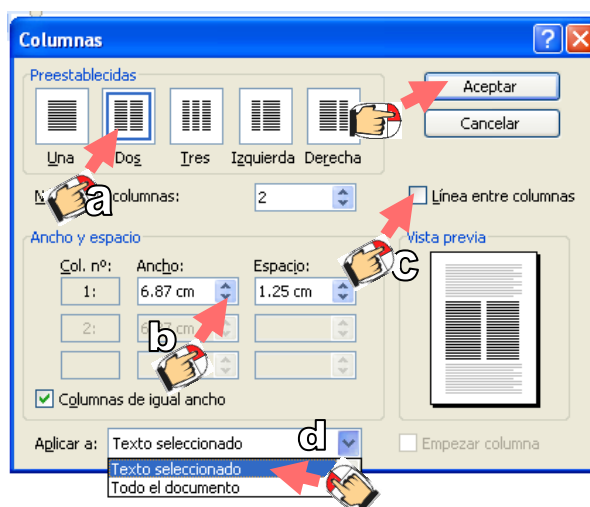 Columnas
Preestablecidas
Una Dos Tres Izquierda Derecha
Aceptar
Cancelar
a
columnas: 2
Línea entre columnas
Ancho y espacio
Col. nº: Ancho: Espacio:
1: 6.87 cm 1.25 cm
2: cm
b
c
Columnas de igual ancho
Vista previa
Aplicar a: Texto seleccionado
d
Empezar columna
Texto seleccionado
Todo el documento